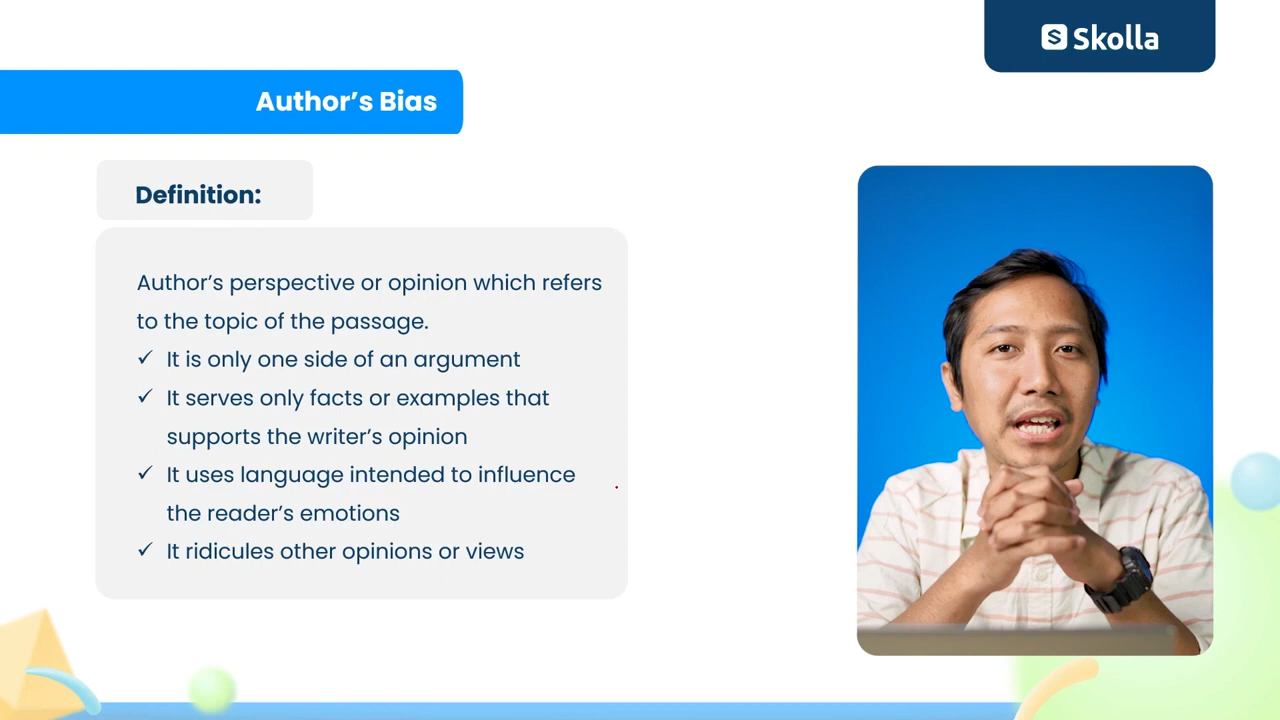 Skolla
Author’s Bias
Definition:
Author’s perspective or opinion which refers
to the topic of the passage.
✓ It is only one side of an argument
✓ It serves only facts or examples that
supports the writer’s opinion
✓ It uses language intended to influence
the reader’s emotions
✓ It ridicules other opinions or views